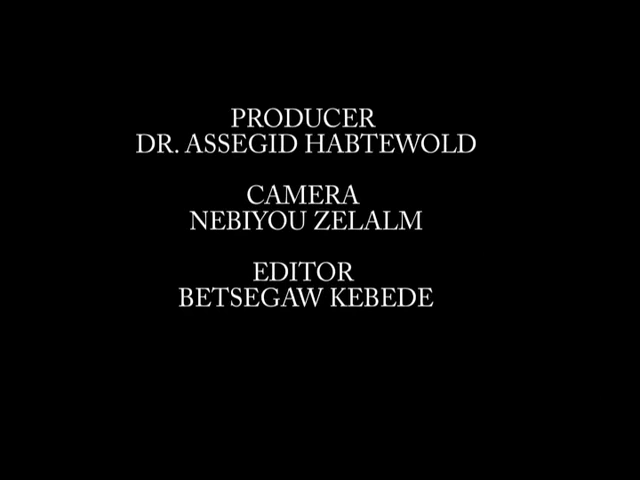 PRODUCER
DR. ASSEGID HABTEWOLD
CAMERA
NEBIYOU ZELALM
EDITOR
BETSEGAW KEBEDE